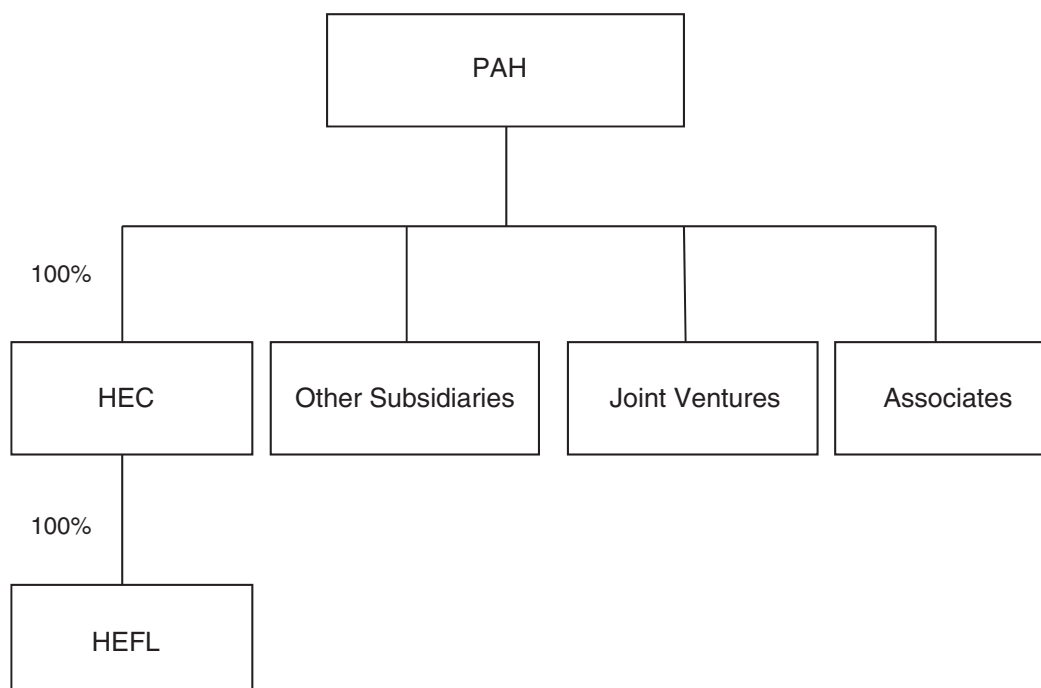 PAH
100%
HEC
Other Subsidiaries
Joint Ventures
Associates
100%
HEFL